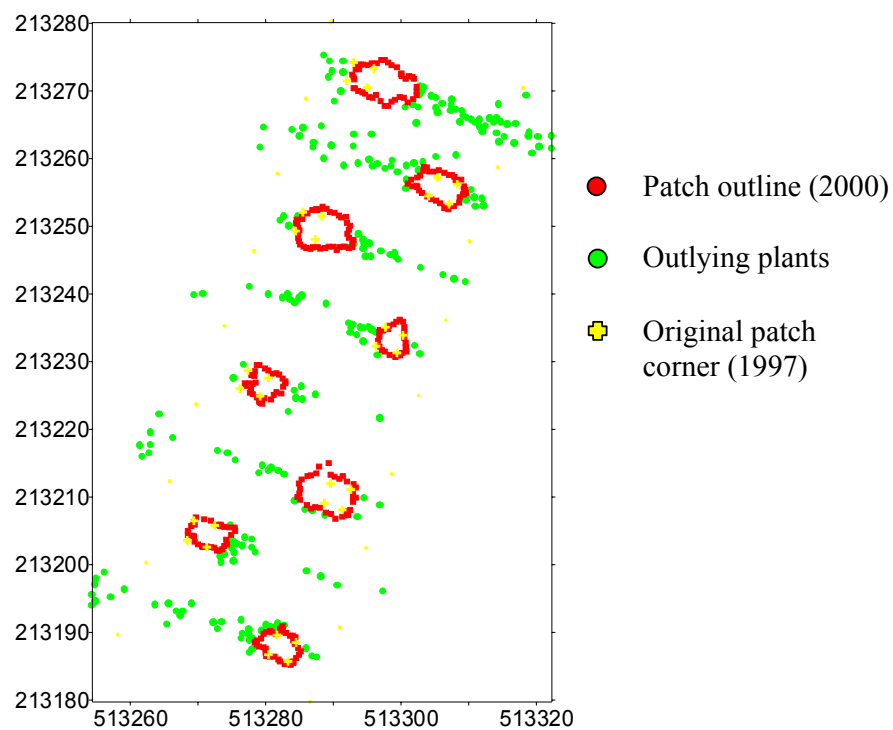 213280
213270
213260
213250
213240
213230
213220
213210
213200
213190
213180
513260 513280 513300 513320
Patch outline (2000)
Outlying plants
Original patch
corner (1997)